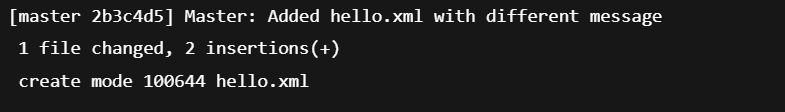 [master 2b3c4d5] Master: Added hello.xml with different message
1 file changed, 2 insertions(+)
create mode 100644 hello.xml